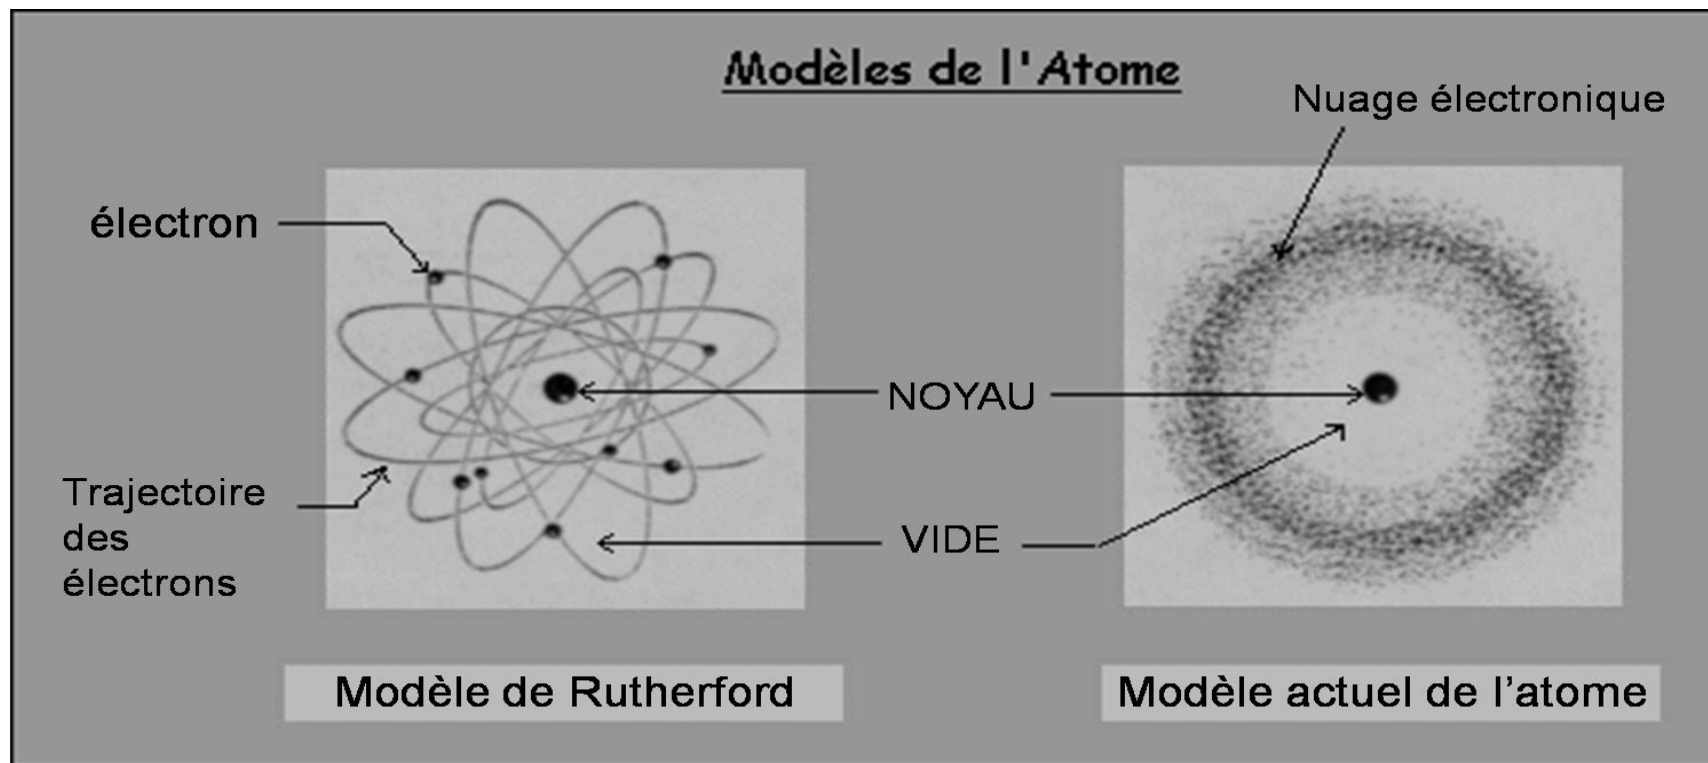 Modèles de l'Atome
Nuage électronique
électron
NOYAU
Trajectoire
des
électrons
VIDE
Modèle de Rutherford
Modèle actuel de l’atome